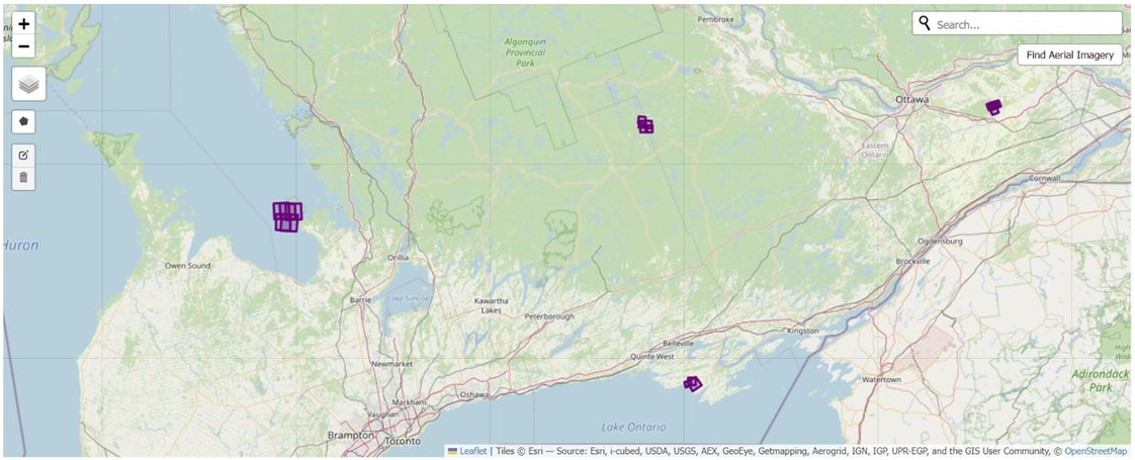 +
−
Search...
Find Aerial Imagery
Pembroke
Algonquin
Provincial
Park
Ottawa
Eastern
Ontario
Cornwall
Huron
Owen Sound
Orillia
Ogdensburg
Brockville
Barrie
Lake Simcoe
Kawartha
Lakes
Peterborough
Kingston
Belleville
Quinte West
Newmarket
Watertown
Adirondack
Park
Oshawa
Markham
Vaughan
Brampton
Toronto
Lake Ontario
Leaflet | Tiles © Esri — Source: Esri, i-cubed, USDA, USGS, AEX, GeoEye, Getmapping, Aerogrid, IGN, IGP, UPR-EGP, and the GIS User Community, © OpenStreetMap